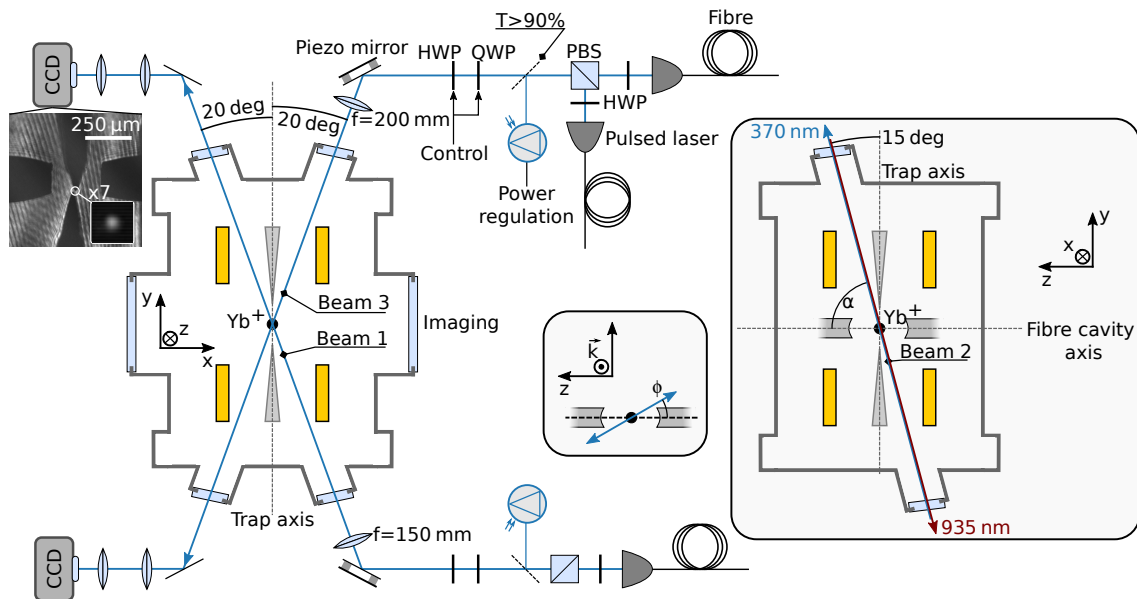 CCD
250 μm
x7
20 deg
20 deg
Piezo mirror
f=200 mm
HWP
QWP
Control
T>90%
Power
regulation
PBS
HWP
Pulsed laser
Fibre
y
z
x
Yb+
Beam 3
Beam 1
Imaging
Trap axis
f=150 mm
CCD
k
z
ϕ
370 nm
15 deg
Trap axis
y
x
z
α
Yb+
Fibre cavity
axis
Beam 2
935 nm